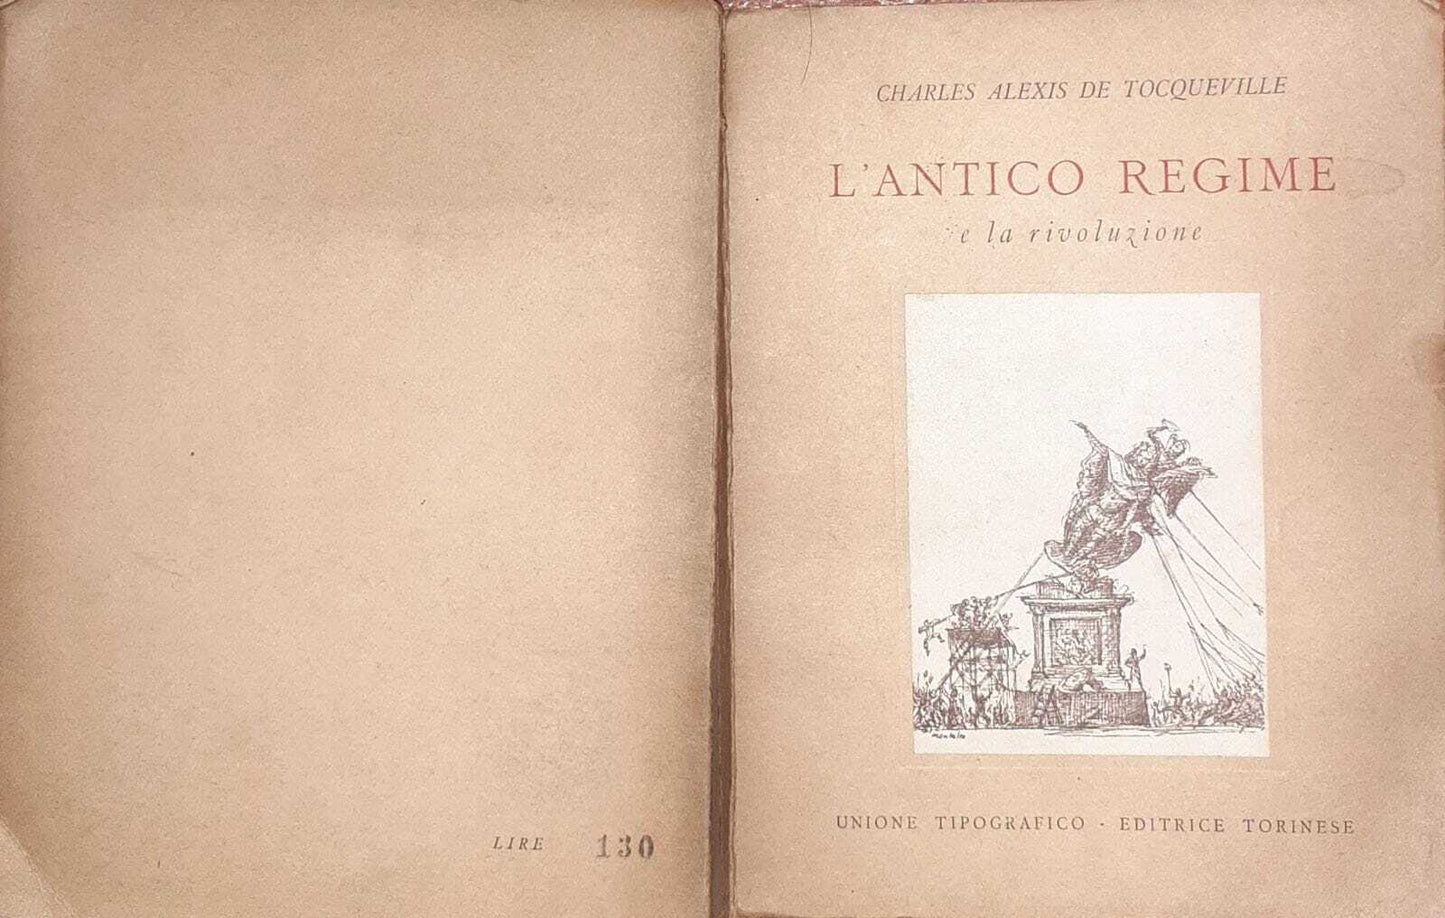 LIRE 130
CHARLES ALEXIS DE TOCQUEVILLE
L'ANTICO REGIME
e la rivoluzione
UNIONE TIPOGRAFICO - EDITRICE TORINESE